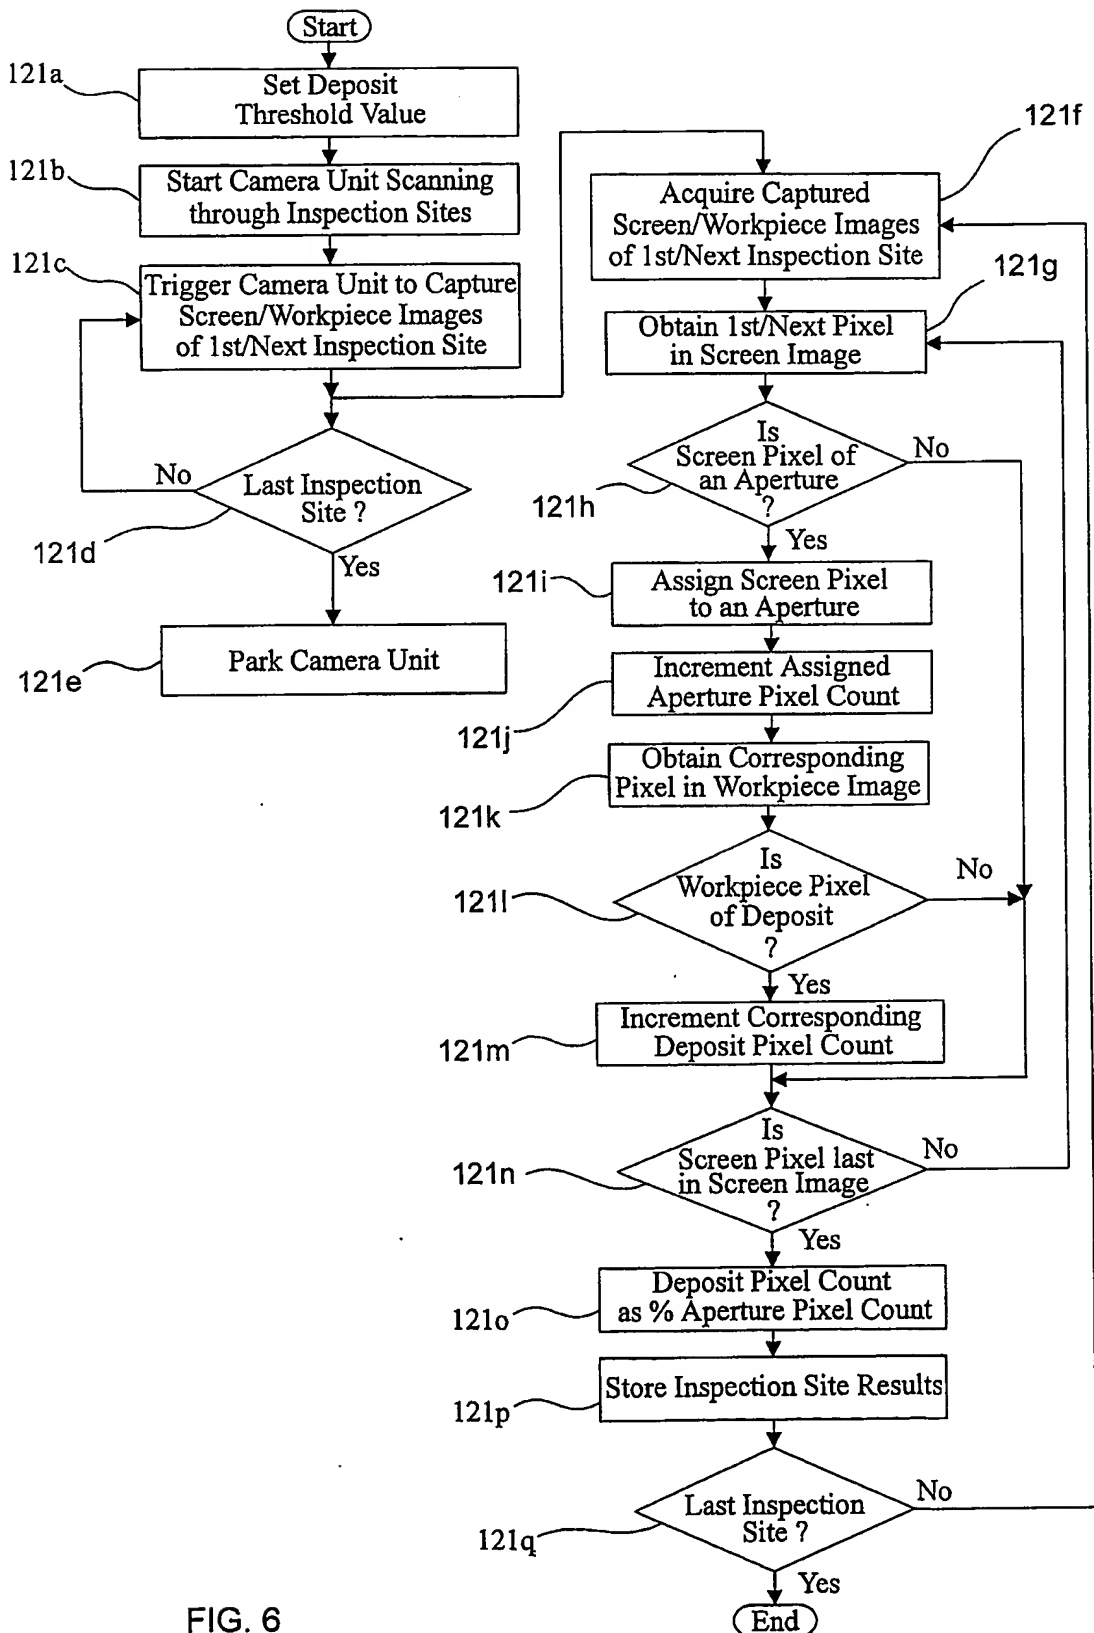 Start
121a
Set Deposit
Threshold Value
121b
Start Camera Unit Scanning
through Inspection Sites
121c
Trigger Camera Unit to Capture
Screen/Workpiece Images
of 1st/Next Inspection Site
No
Last Inspection
Site ?
121d
Yes
121e
Park Camera Unit
121f
Acquire Captured
Screen/Workpiece Images
of 1st/Next Inspection Site
121g
Obtain 1st/Next Pixel
in Screen Image
Is
Screen Pixel of
an Aperture
?
No
121h
Yes
121i
Assign Screen Pixel
to an Aperture
Increment Assigned
Aperture Pixel Count
121j
Obtain Corresponding
Pixel in Workpiece Image
121k
Is
Workpiece Pixel
of Deposit
?
No
121l
Yes
Increment Corresponding
Deposit Pixel Count
121m
Is
Screen Pixel last
in Screen Image
?
No
121n
Yes
Deposit Pixel Count
as % Aperture Pixel Count
121o
Store Inspection Site Results
121p
Last Inspection
Site ?
No
121q
Yes
End
FIG. 6